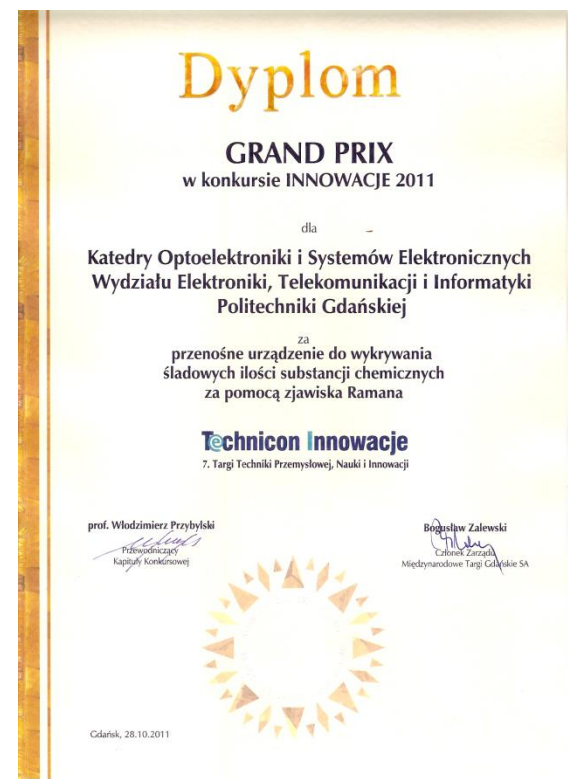 Dyplom
GRAND PRIX
w konkursie INNOWACJE 2011
dla
Katedry Optoelektroniki i Systemów Elektronicznych
Wydziału Elektroniki, Telekomunikacji i Informatyki
Politechniki Gdańskiej
za
przenośne urządzenie do wykrywania
śladowych ilości substancji chemicznych
za pomocą zjawiska Ramana
Technicon Innowacje
7. Targi Techniki Przemysłowej, Nauki i Innowacji
prof. Włodzimierz Przybylski
Przewodniczący
Kapituły Konkursowej
Bogusław Zalewski
Członek Zarządu
Międzynarodowe Targi Gdańskie SA
Gdańsk, 28.10.2011